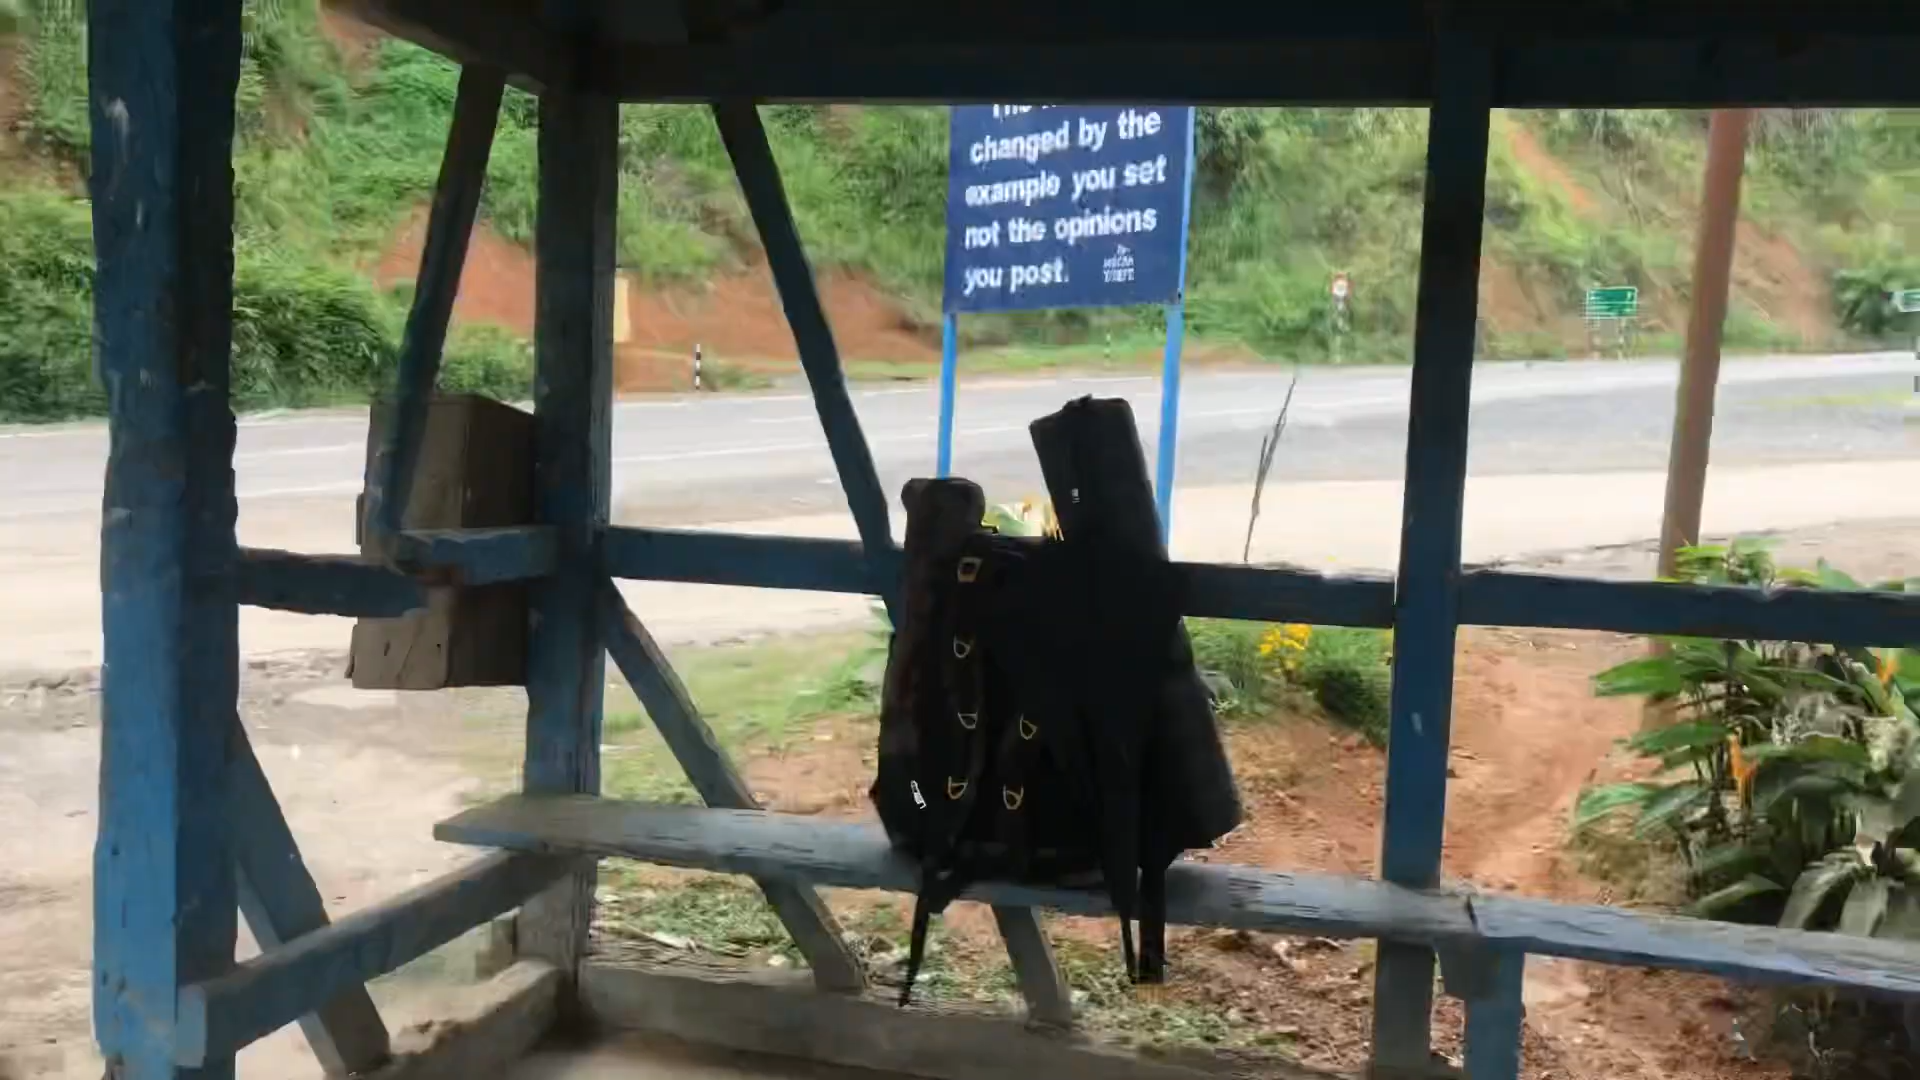 changed by the
example you set
not the opinions
you post.